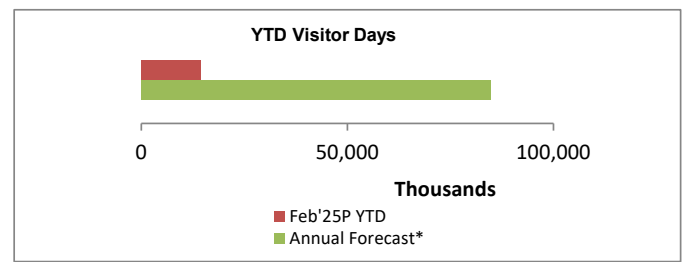 YTD Visitor Days
0 50,000 100,000
Thousands
Feb'25P YTD
Annual Forecast*